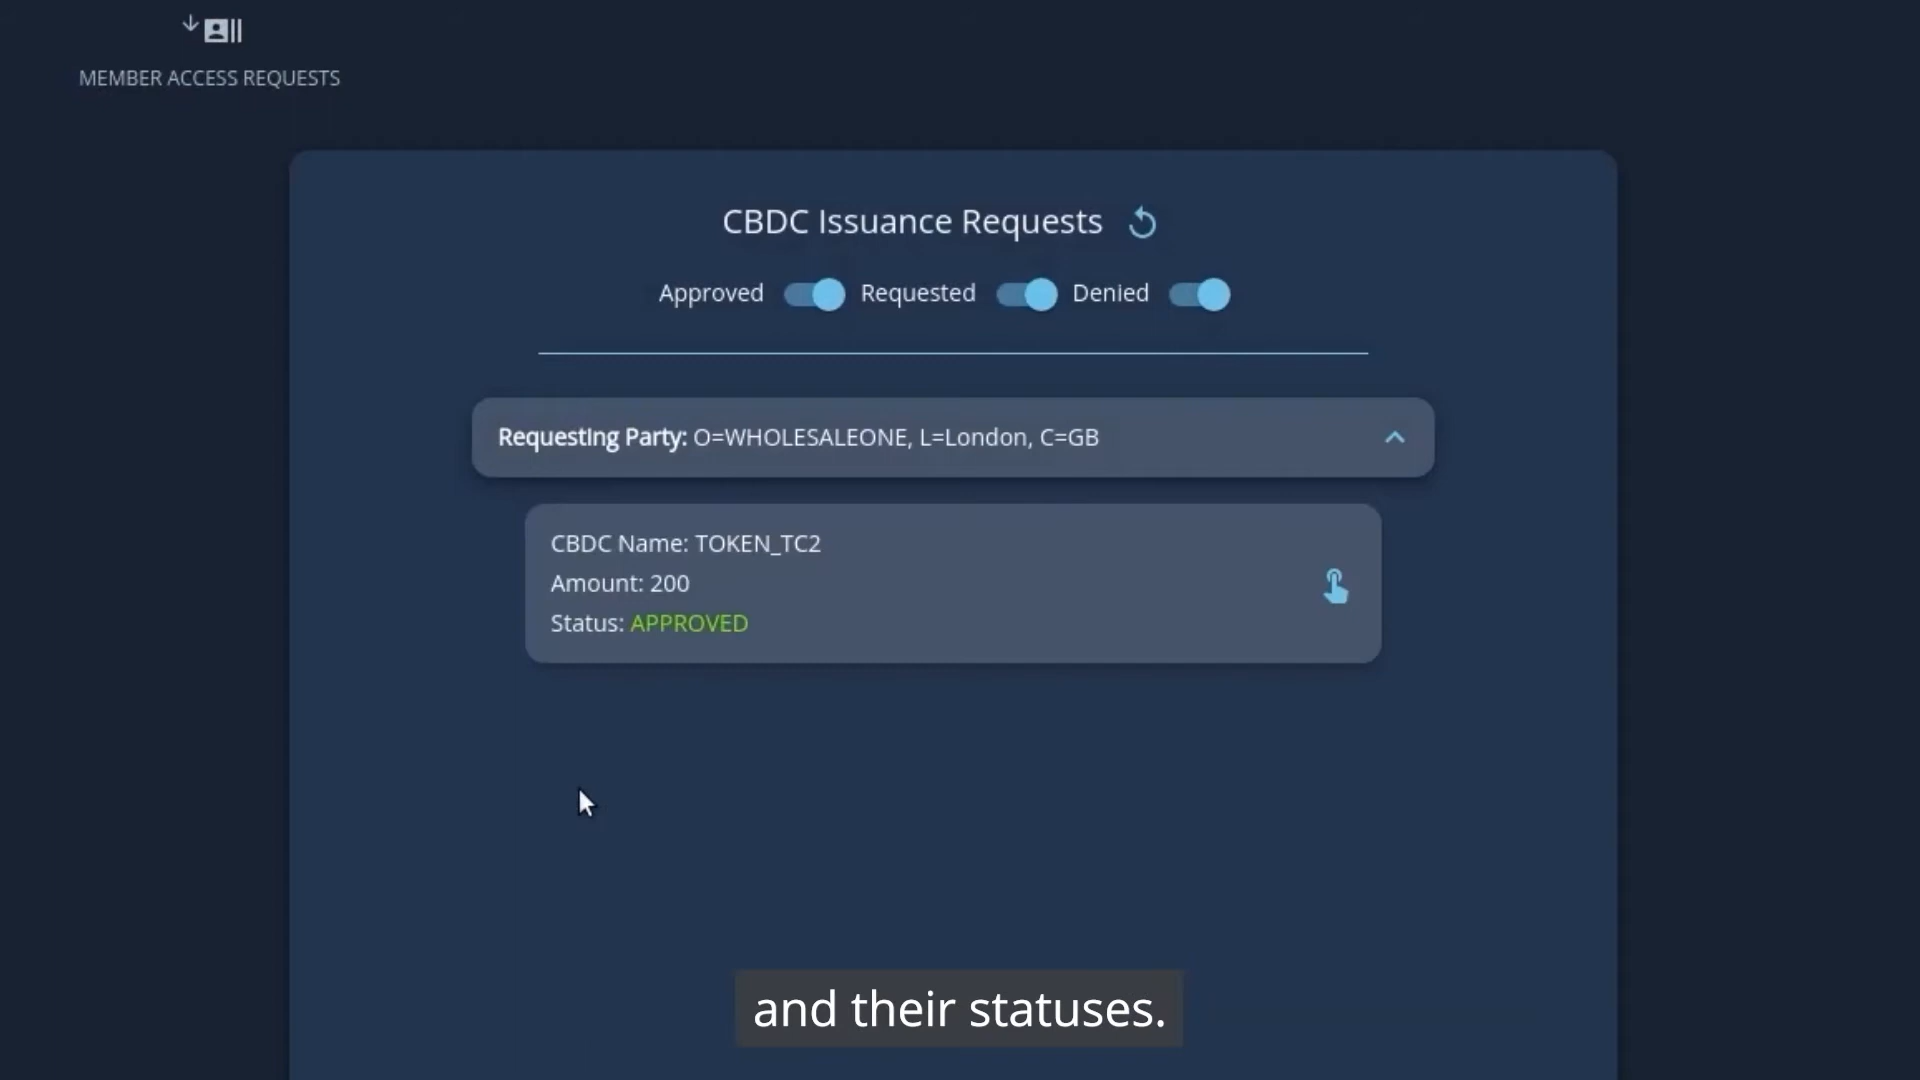 MEMBER ACCESS REQUESTS
CBDC Issuance Requests
Approved Requested Denied
Requesting Party: O=WHOLESALEONE, L=London, C=GB
CBDC Name: TOKEN_TC2
Amount: 200
Status: APPROVED
and their statuses.